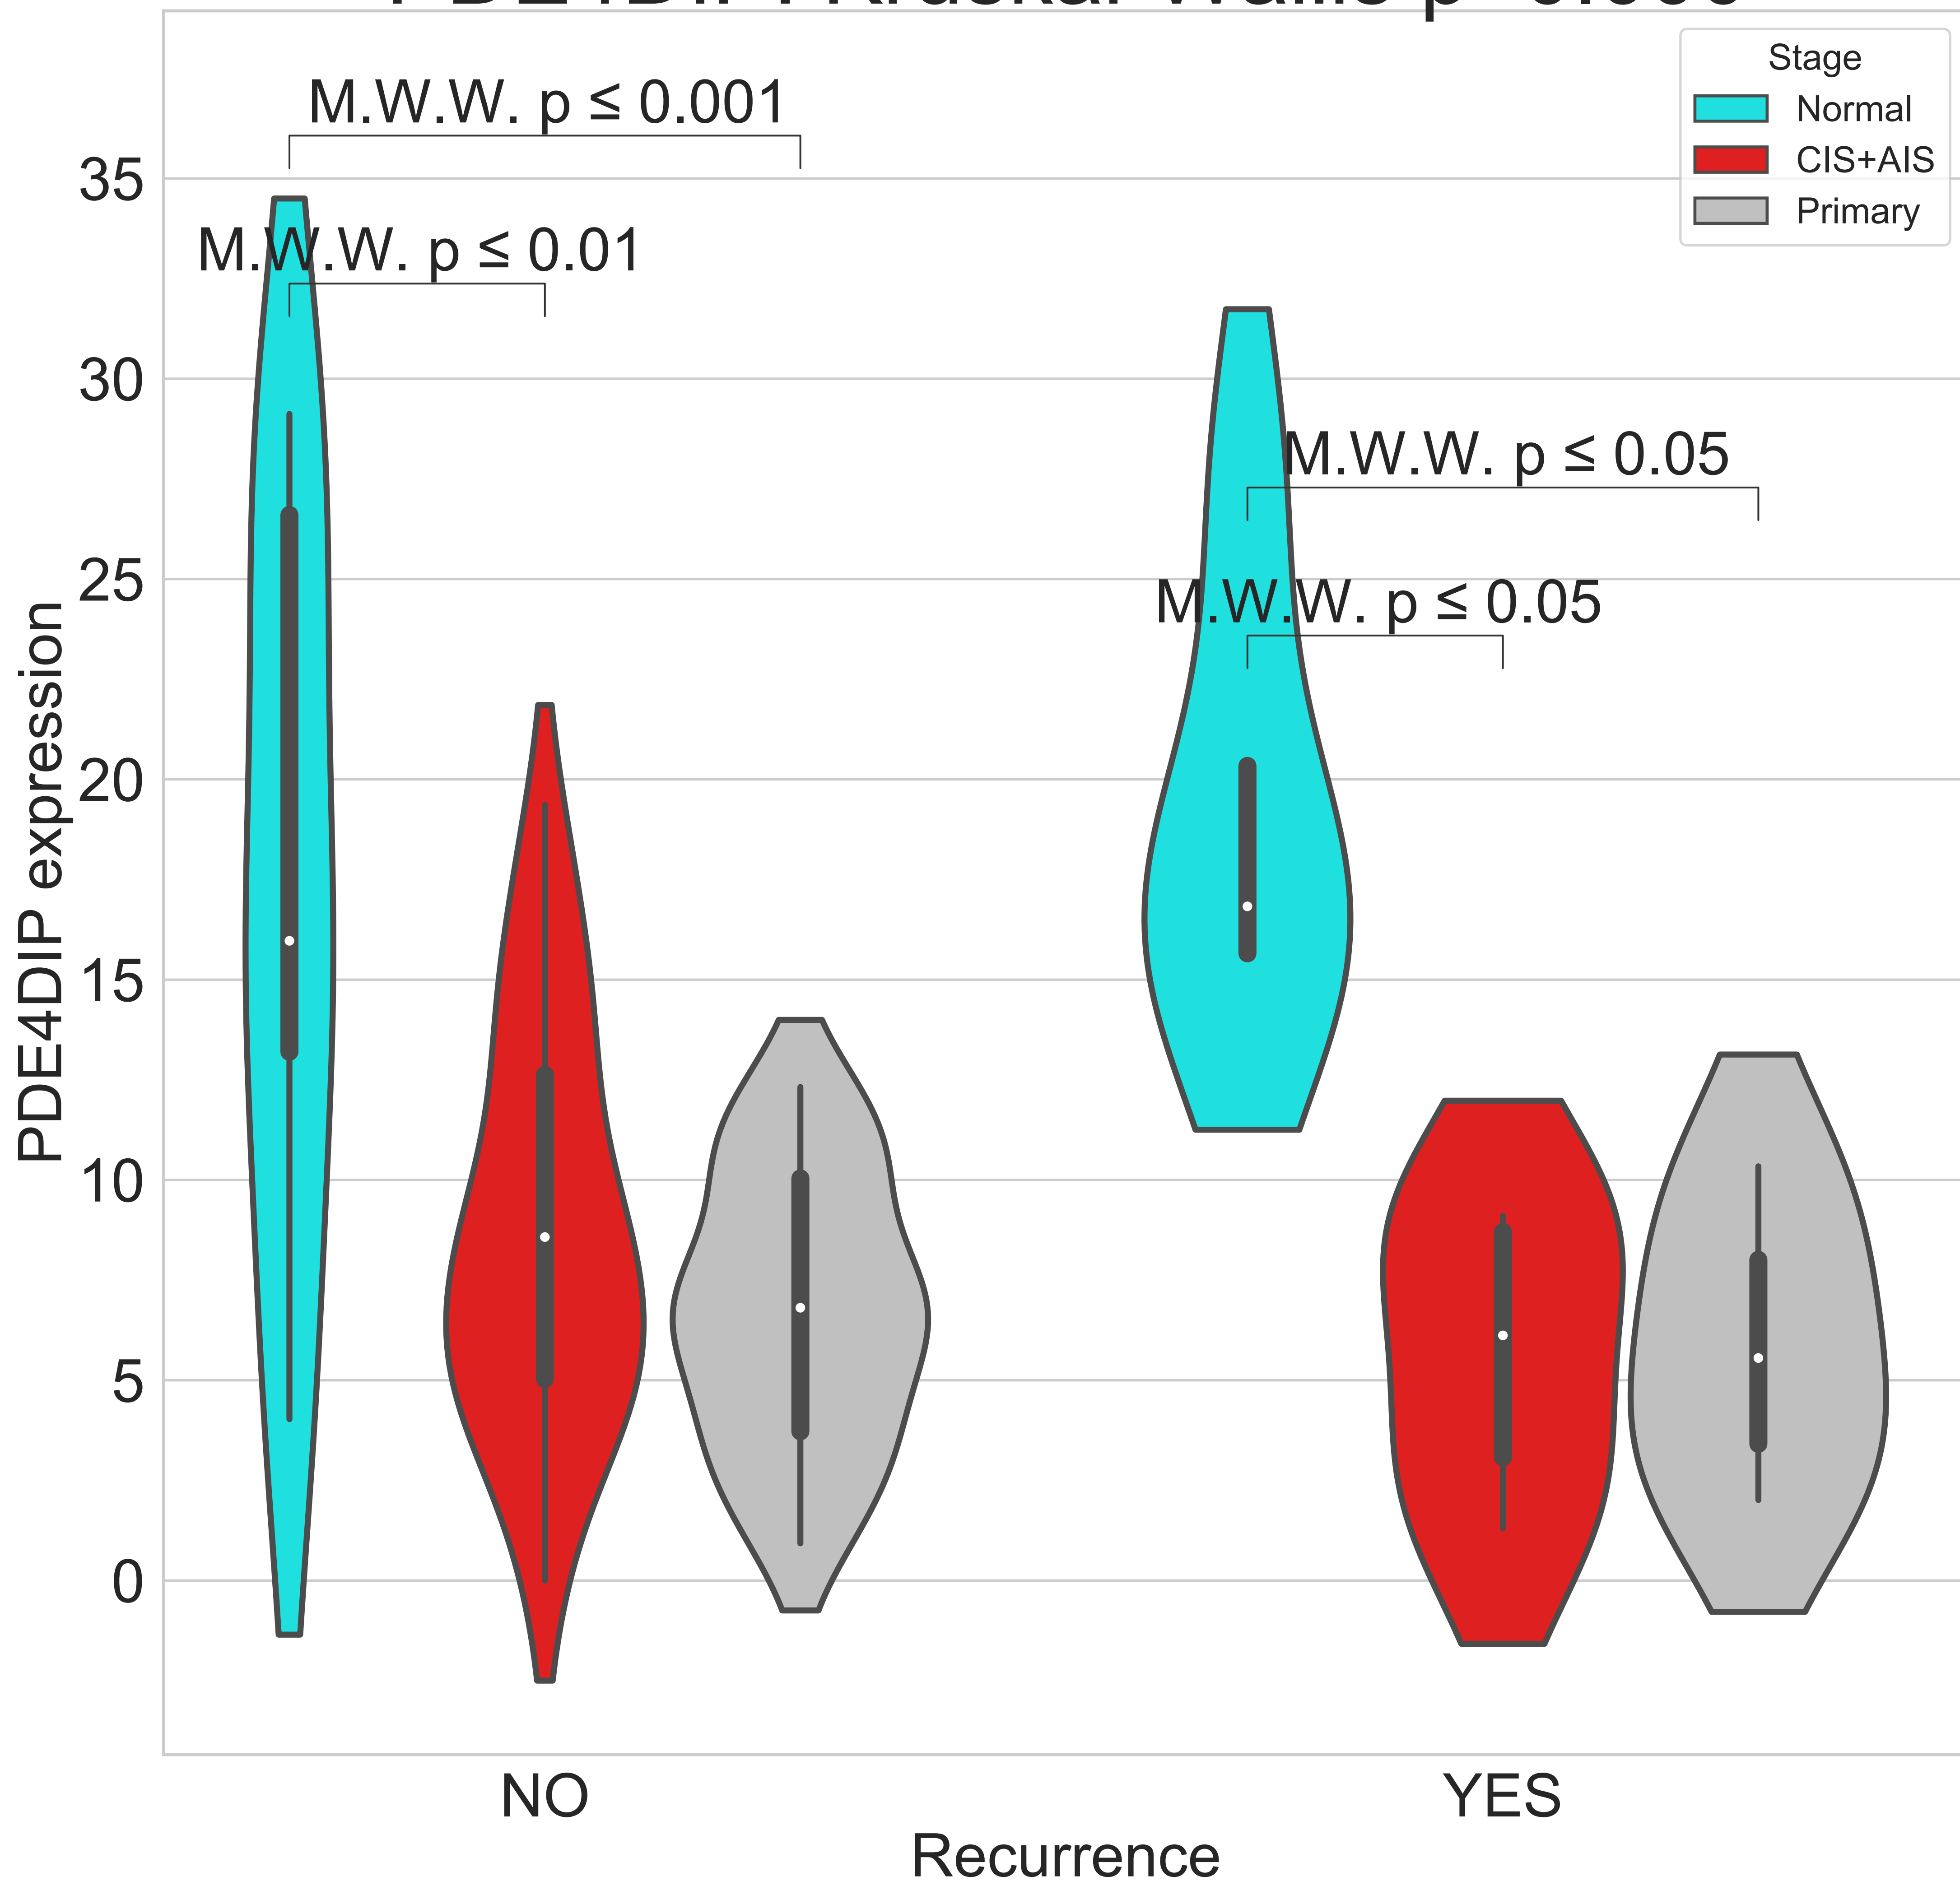 Stage
Normal
CIS+AIS
Primary
M.W.W. p ≤ 0.001
M.W.W. p ≤ 0.01
M.W.W. p ≤ 0.05
M.W.W. p ≤ 0.05
35
30
25
20
15
10
5
0
PDE4DIP expression
NO
YES
Recurrence